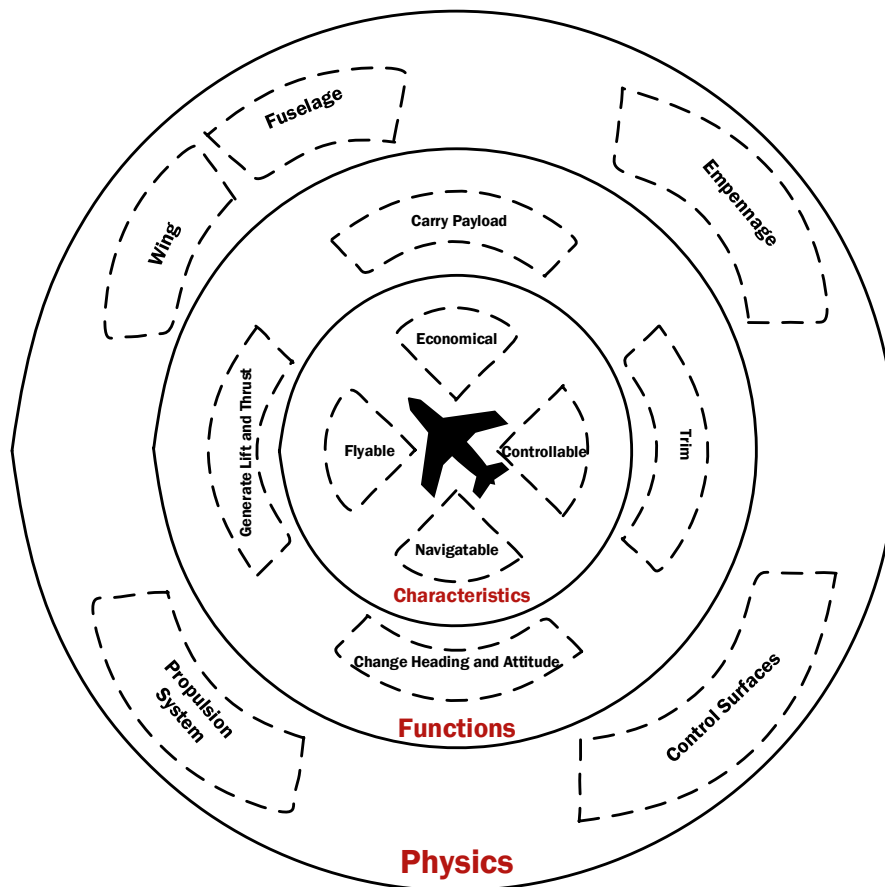 Fuselage
Empennage
Wing
Carry Payload
Economical
Generate Lift and Thrust
Flyable
Controllable
Trim
Navigatable
Characteristics
Change Heading and Attitude
Propulsion
System
Control Surfaces
Functions
Physics